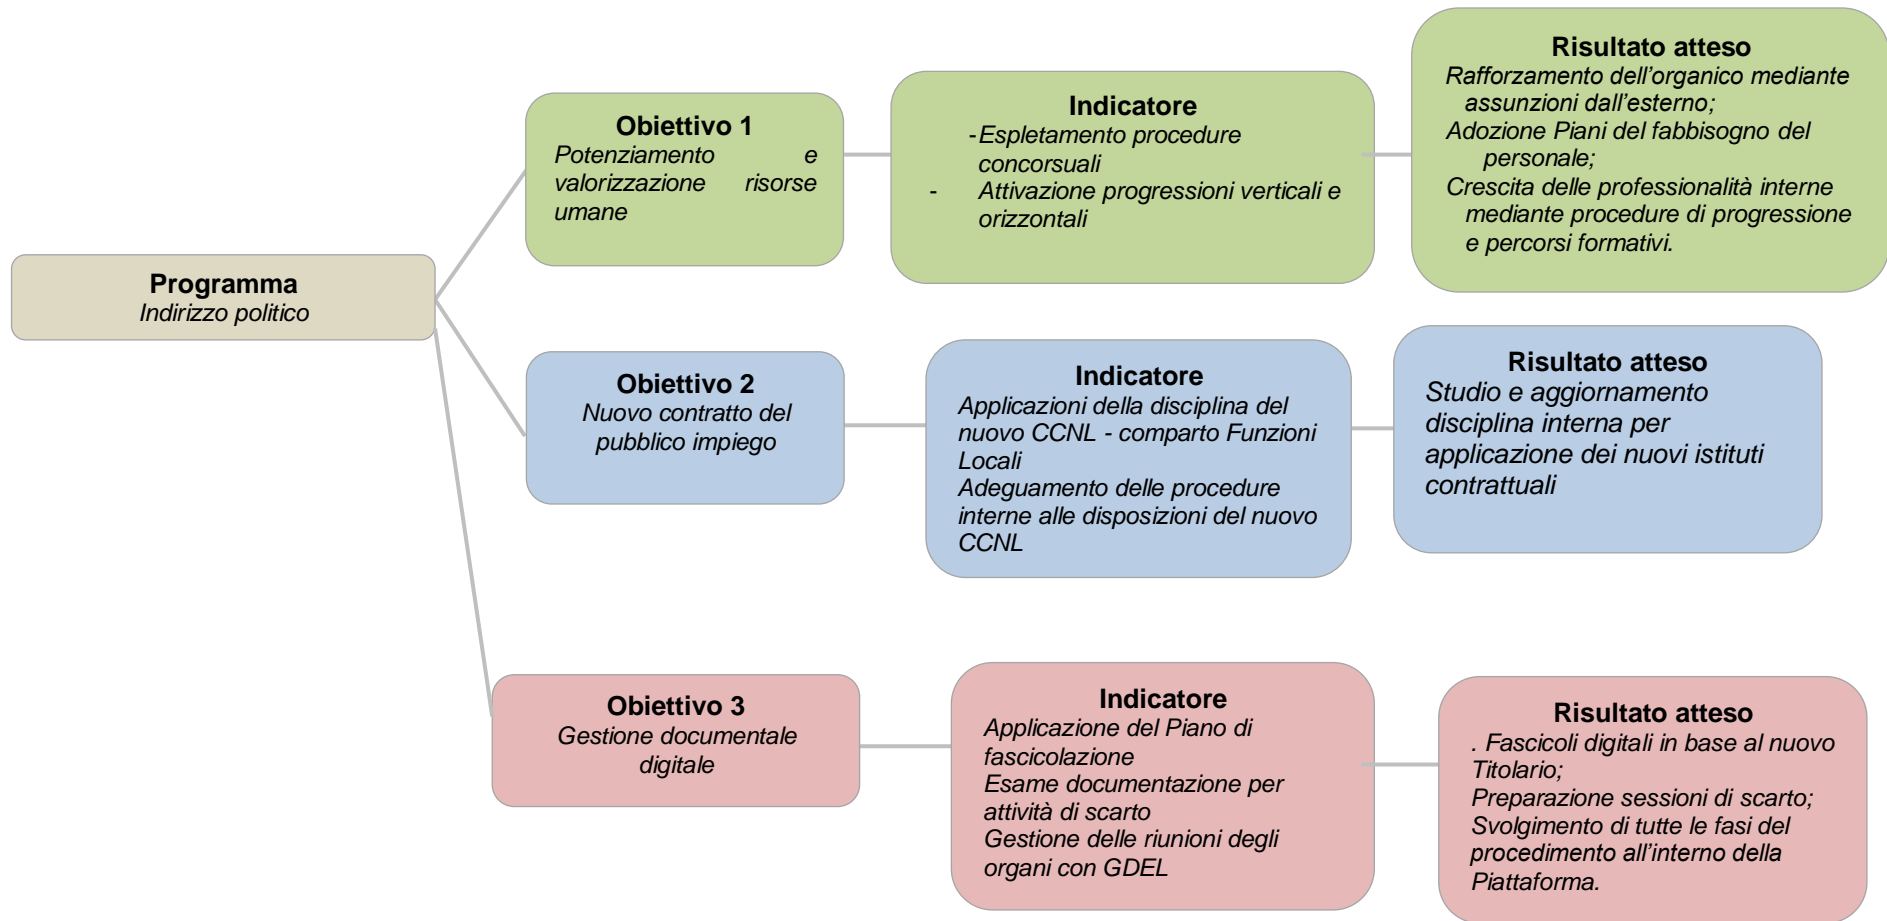 Programma
Indirizzo politico
Obiettivo 1
Potenziamento e
valorizzazione risorse
umane
Indicatore
-Espletamento procedure
concorsuali
- Attivazione progressioni verticali e
orizzontali
Risultato atteso
Rafforzamento dell’organico mediante
assunzioni dall’esterno;
Adozione Piani del fabbisogno del
personale;
Crescita delle professionalità interne
mediante procedure di progressione
e percorsi formativi.
Obiettivo 2
Nuovo contratto del
pubblico impiego
Indicatore
Applicazioni della disciplina del
nuovo CCNL - comparto Funzioni
Locali
Adeguamento delle procedure
interne alle disposizioni del nuovo
CCNL
Risultato atteso
Studio e aggiornamento
disciplina interna per
applicazione dei nuovi istituti
contrattuali
Obiettivo 3
Gestione documentale
digitale
Indicatore
Applicazione del Piano di
fascicolazione
Esame documentazione per
attività di scarto
Gestione delle riunioni degli
organi con GDEL
Risultato atteso
. Fascicoli digitali in base al nuovo
Titolario;
Preparazione sessioni di scarto;
Svolgimento di tutte le fasi del
procedimento all’interno della
Piattaforma.